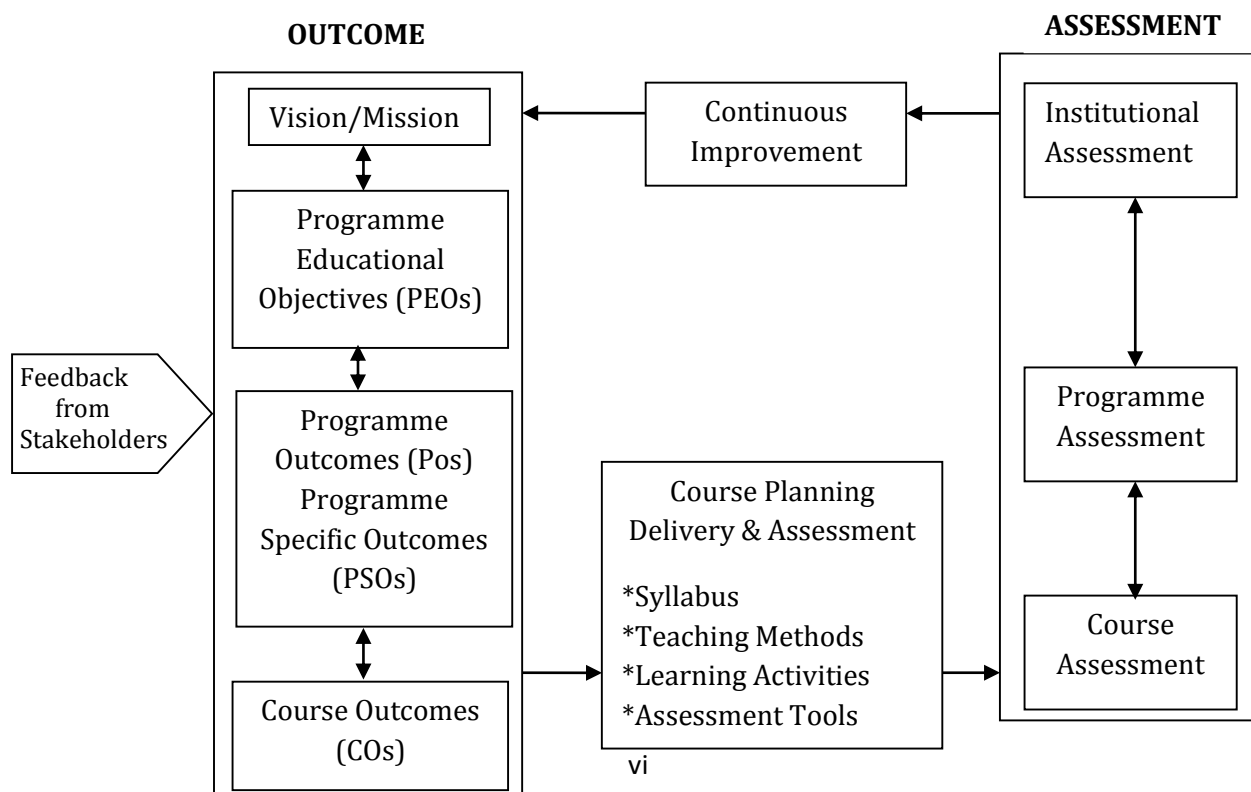 OUTCOME
Vision/Mission
Programme
Educational
Objectives (PEOs)
Programme
Outcomes (Pos)
Programme
Specific Outcomes
(PSOs)
Course Outcomes
(COs)
Feedback
from
Stakeholders
Continuous
Improvement
Course Planning
Delivery & Assessment
*Syllabus
*Teaching Methods
*Learning Activities
*Assessment Tools
vi
ASSESSMENT
Institutional
Assessment
Programme
Assessment
Course
Assessment